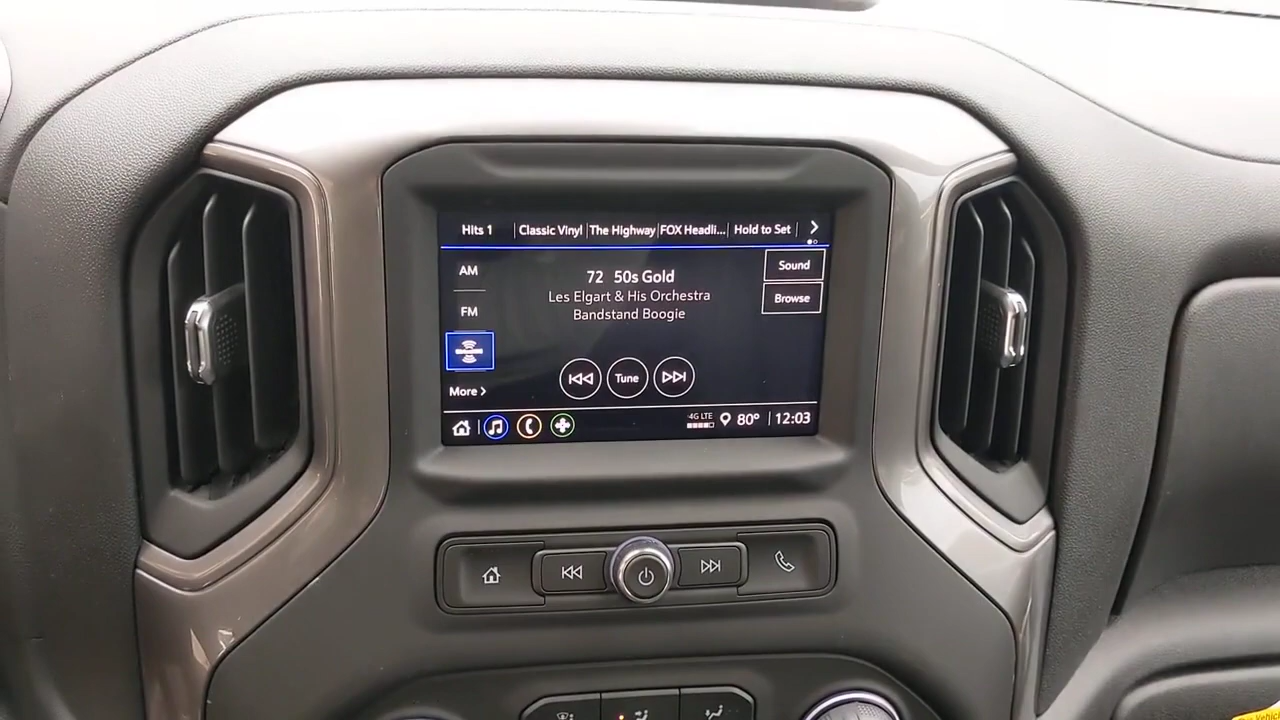 Hits 1 Classic Vinyl The Highway FOX Headli... Hold to Set
AM
72 50s Gold
Sound
Les Elgart & His Orchestra
Browse
FM
Bandstand Boogie
Tune
More
4G LTE 80° 12:03